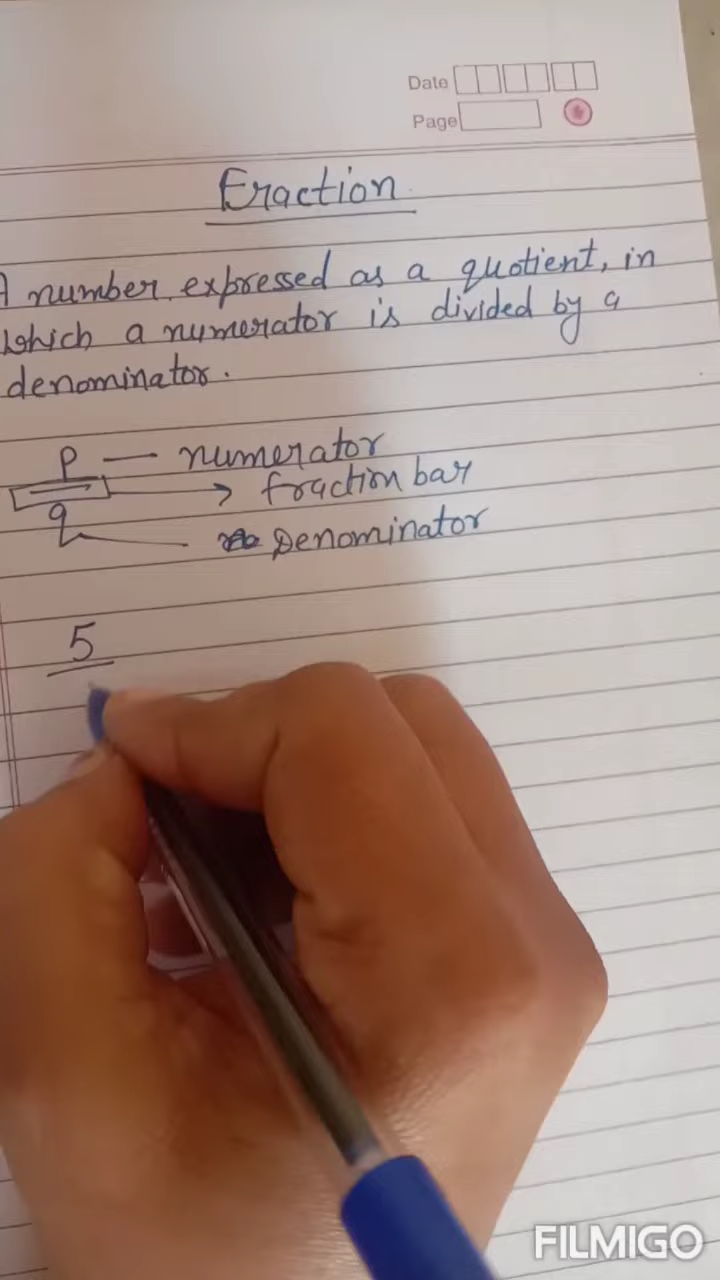 Date
Page
Fraction
A number expressed as a quotient, in
which a numerator is divided by a
denominator.
p — numerator
fraction bar
q Denominator
5
FILMIGO